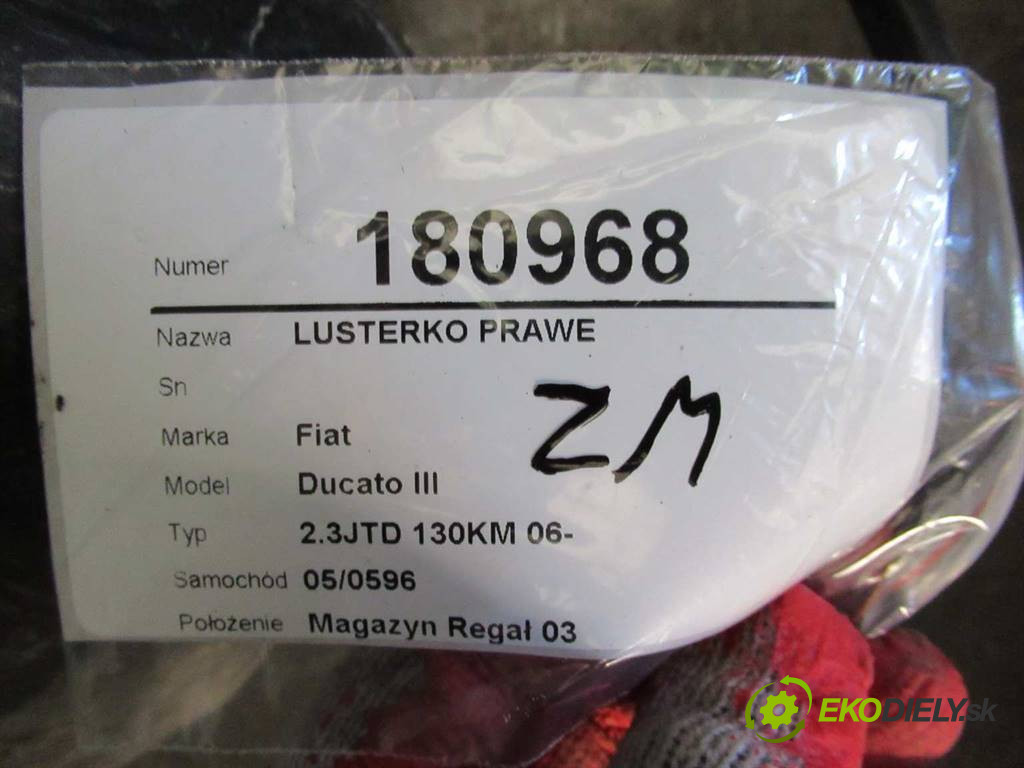 Numer 180968
Nazwa LUSTERKO PRAWE
Sn
ZM
Marka Fiat
Model Ducato III
Typ 2.3JTD 130KM 06-
Samochód 05/0596
Położenie Magazyn Regał 03
EKODIELY.sk